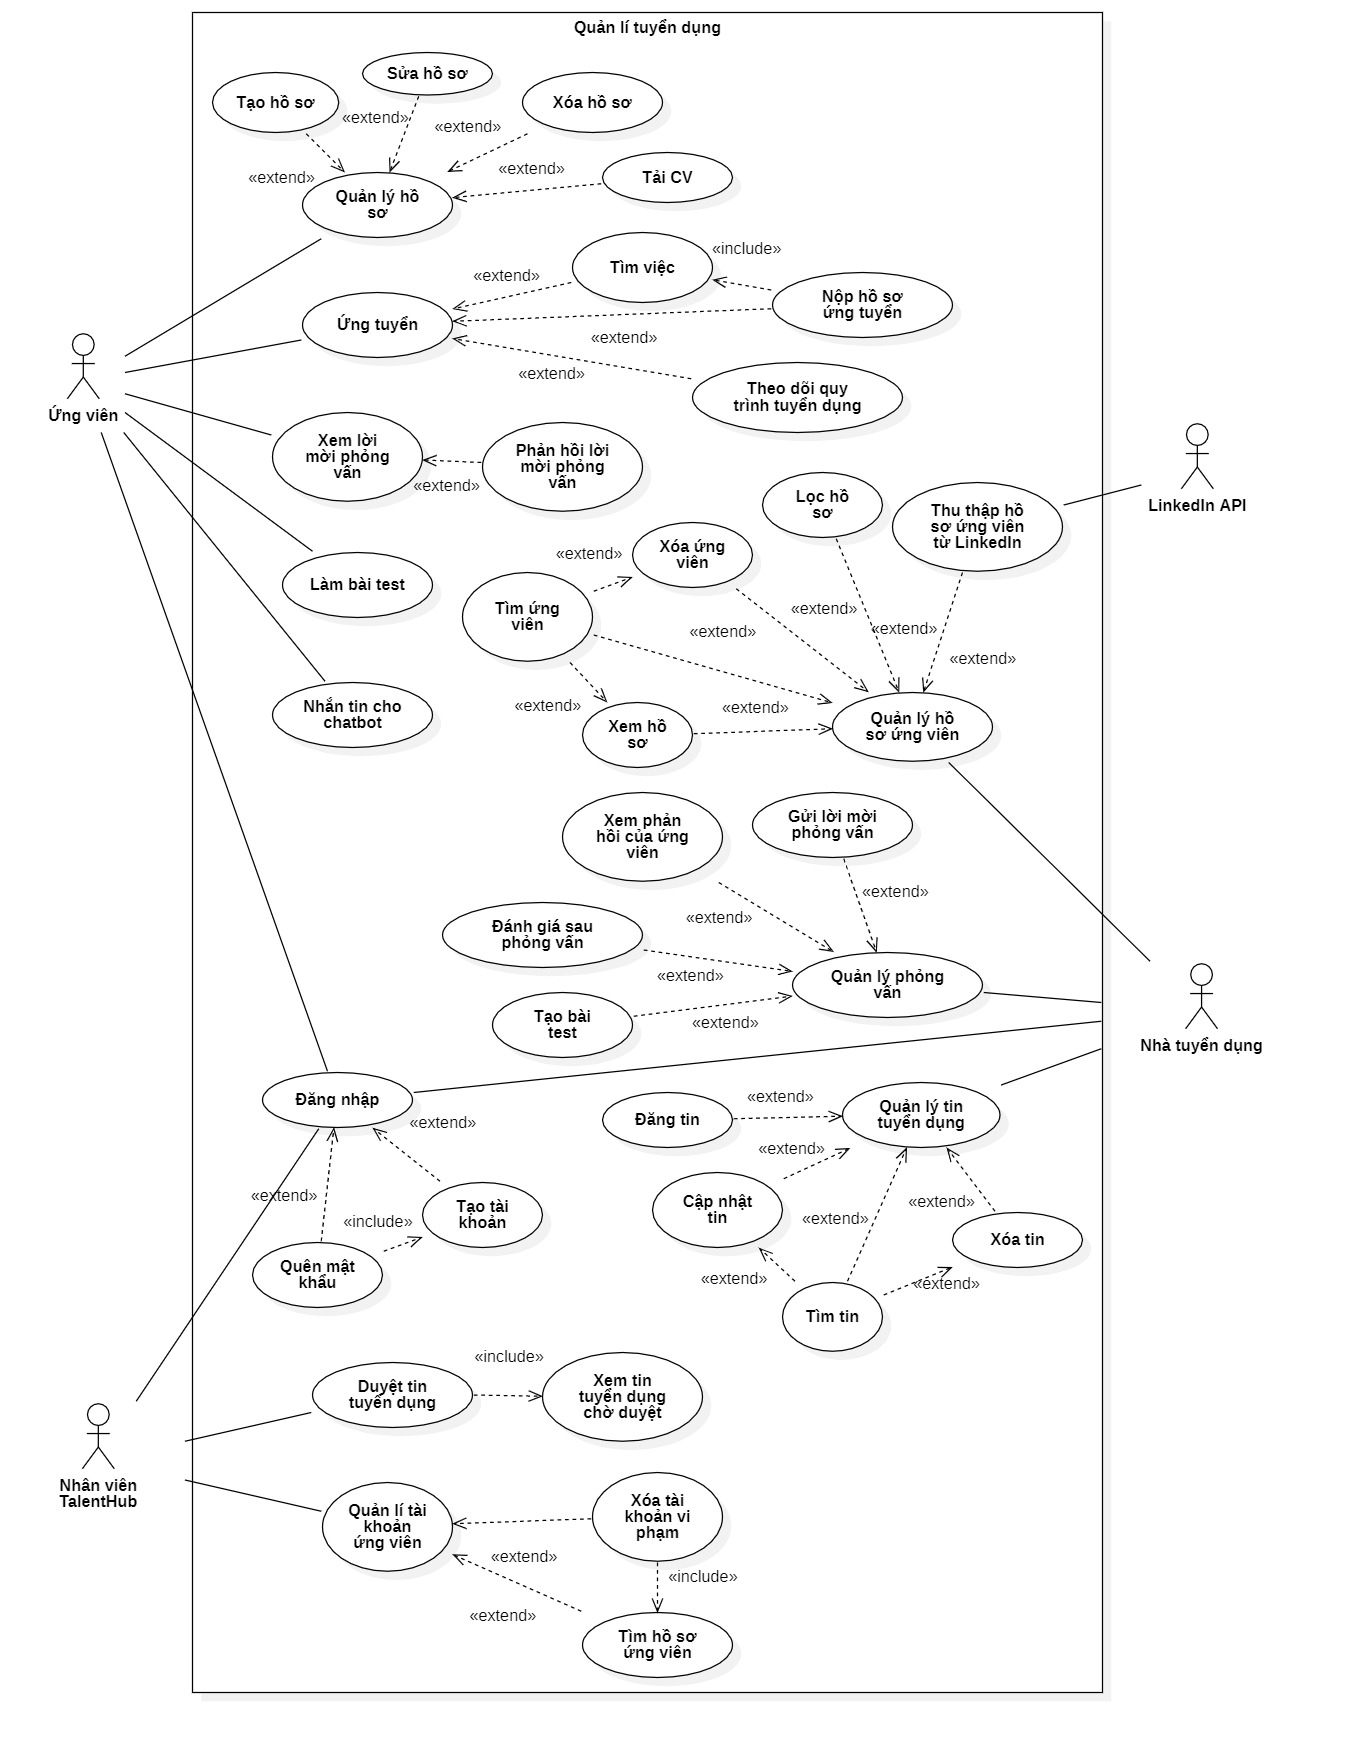 Quản lí tuyển dụng
Sửa hồ sơ
Tạo hồ sơ
Xóa hồ sơ
«extend»
«extend»
«extend»
«extend»
Tải CV
Quản lý hồ
sơ
«include»
Tìm việc
«extend»
Nộp hồ sơ
ứng tuyển
Ứng tuyển
«extend»
«extend»
Theo dõi quy
trình tuyển dụng
Ứng viên
Xem lời
mời phỏng
vấn
Phản hồi lời
mời phỏng
vấn
«extend»
Lọc hồ
sơ
Thu thập hồ
sơ ứng viên
từ LinkedIn
LinkedIn API
Xóa ứng
viên
«extend»
Làm bài test
Tìm ứng
viên
«extend»
«extend»
«extend»
«extend»
Nhắn tin cho
chatbot
«extend»
«extend»
Xem hồ
sơ
Quản lý hồ
sơ ứng viên
Xem phản
hồi của ứng
viên
Gửi lời mời
phỏng vấn
«extend»
«extend»
Đánh giá sau
phỏng vấn
«extend»
Quản lý phỏng
vấn
Tạo bài
test
«extend»
Nhà tuyển dụng
Đăng nhập
«extend»
«extend»
Đăng tin
Quản lý tin
tuyển dụng
«extend»
«extend»
Tạo tài
khoản
«include»
Cập nhật
tin
«extend»
«extend»
Xóa tin
Quên mật
khẩu
«extend»
«extend»
Tìm tin
«include»
Duyệt tin
tuyển dụng
Xem tin
tuyển dụng
chờ duyệt
Nhân viên
TalentHub
Quản lí tài
khoản
ứng viên
Xóa tài
khoản vi
phạm
«extend»
«include»
«extend»
Tìm hồ sơ
ứng viên